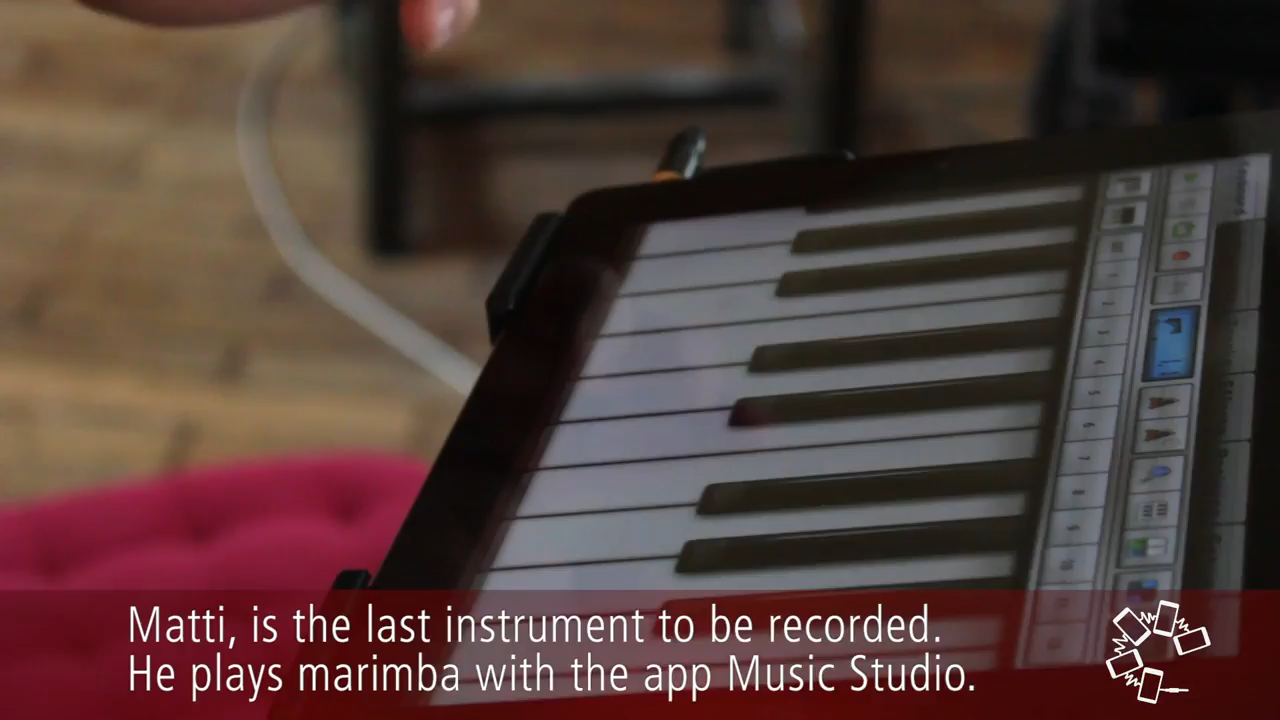 Matti, is the last instrument to be recorded.
He plays marimba with the app Music Studio.